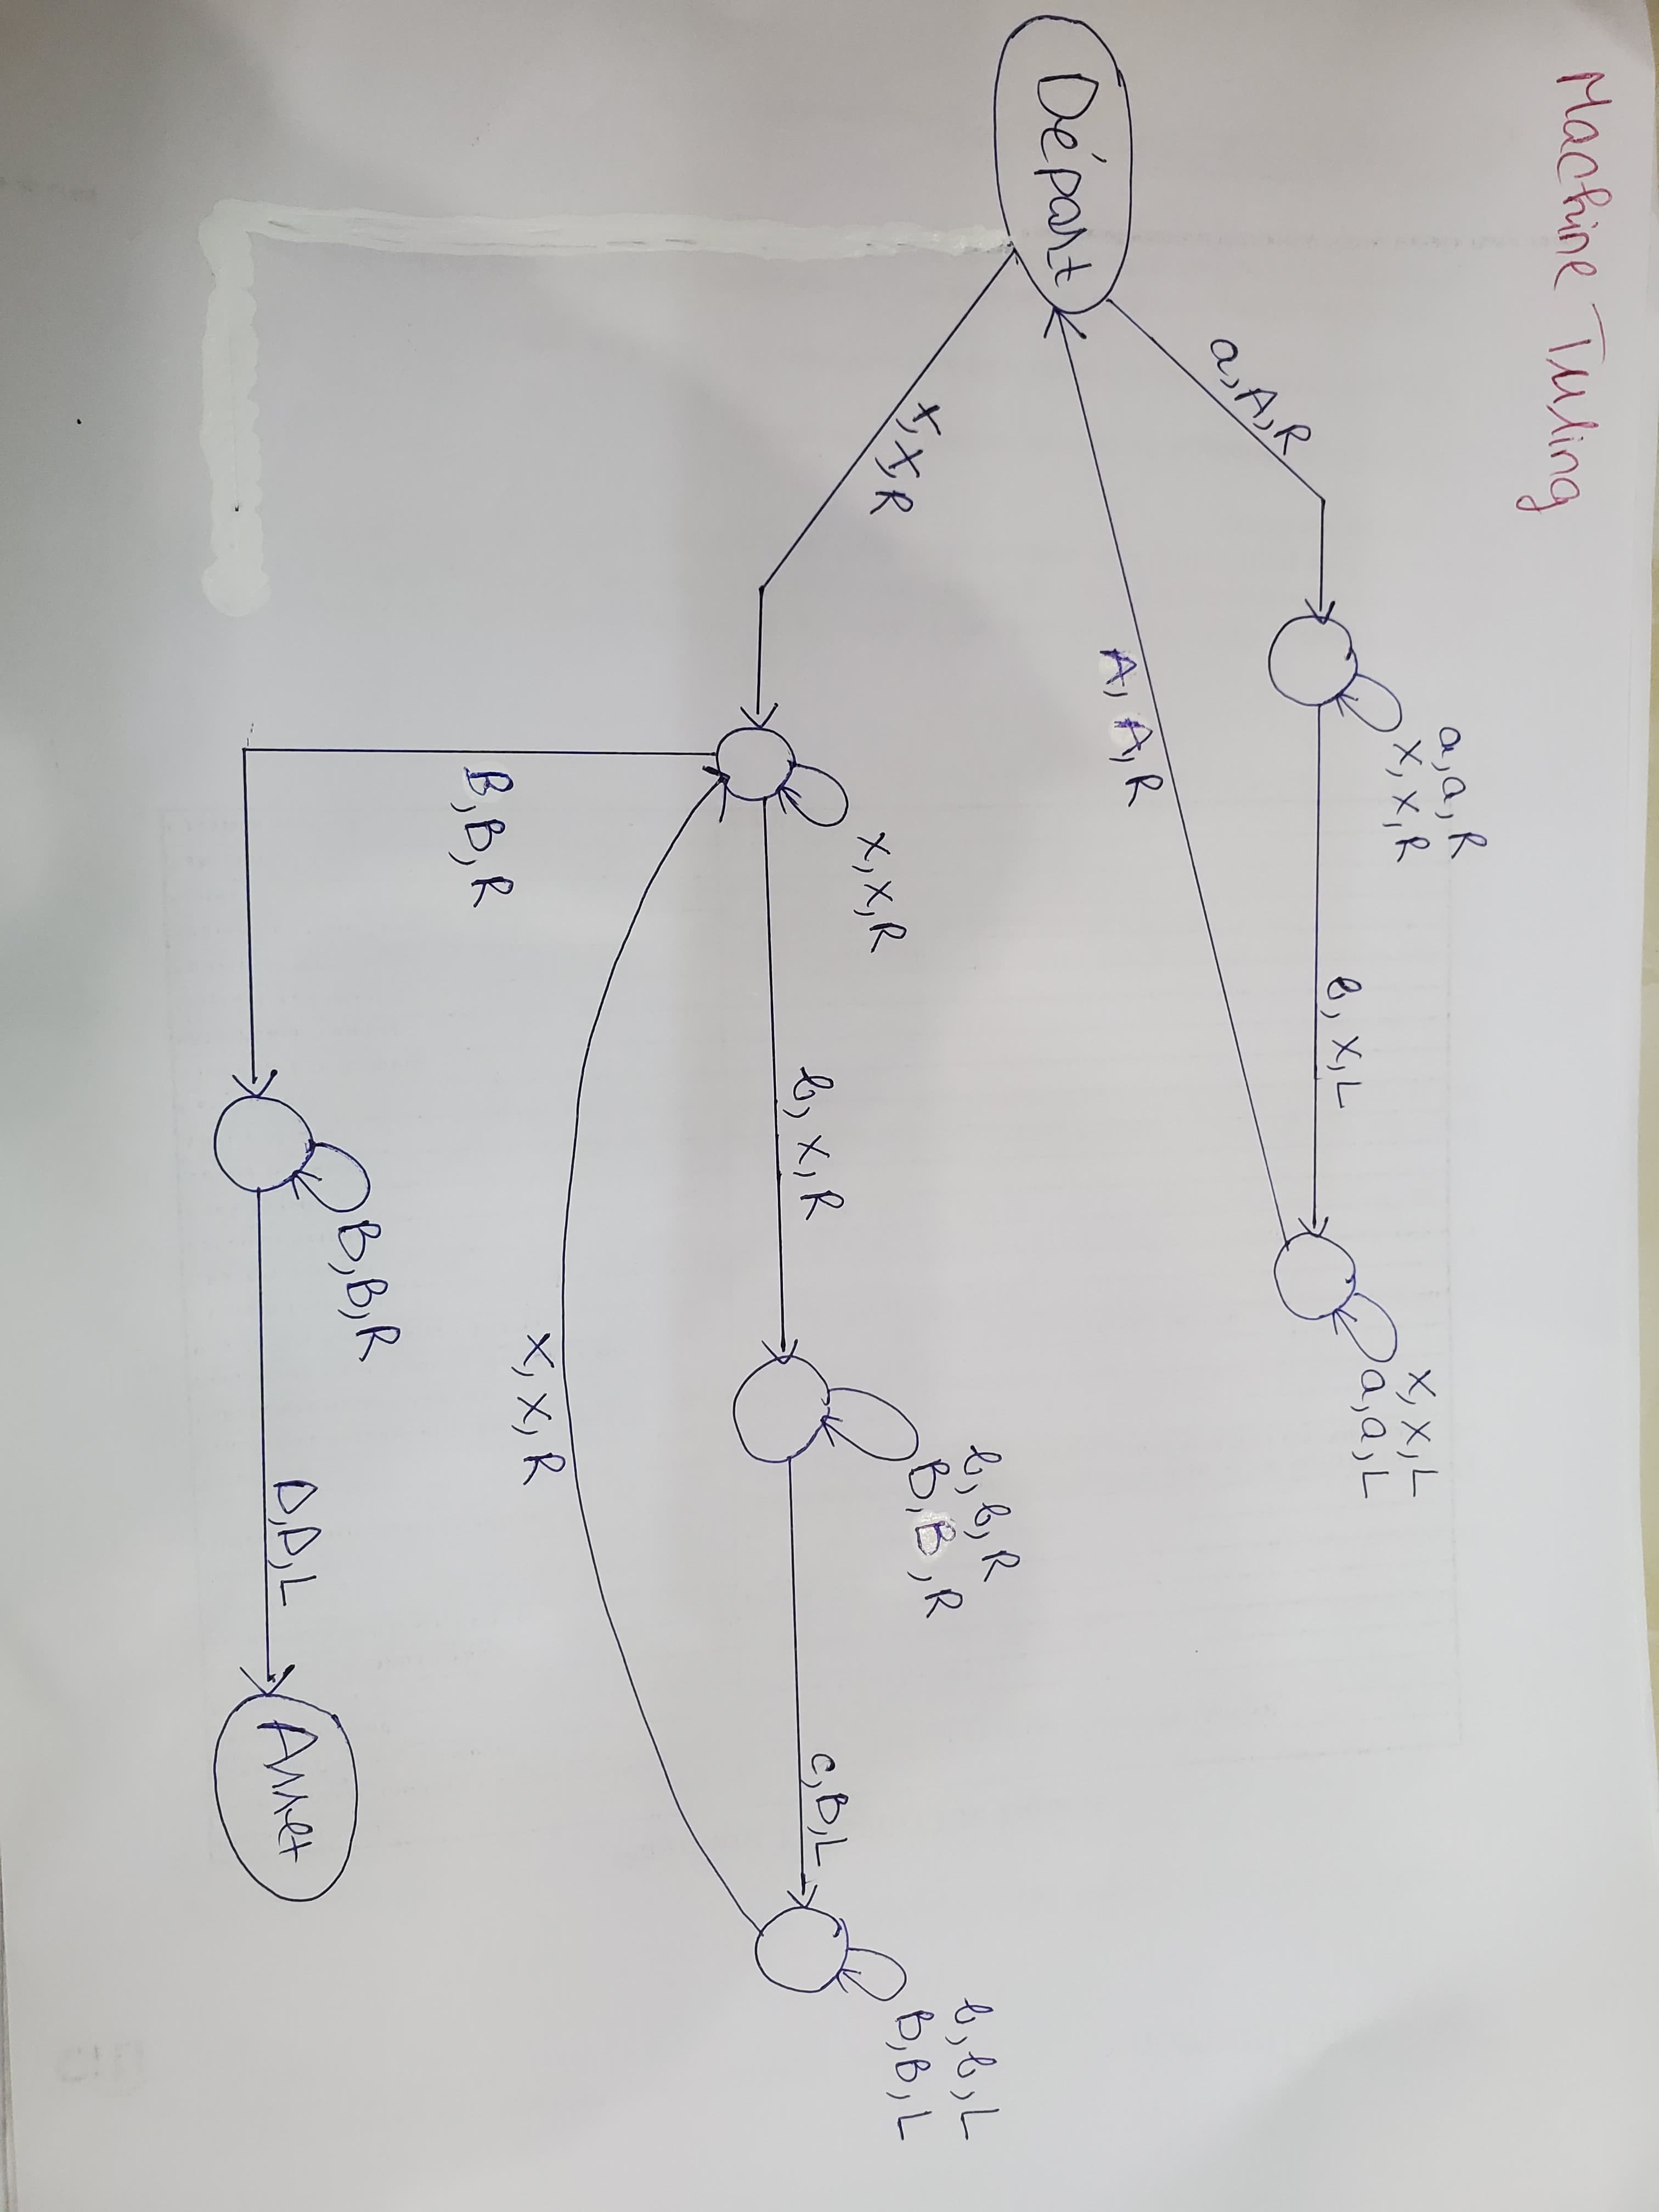 Machine Turing
a,a,R
x,x,R
x,x,L
a,a,L
a,A,R
b,x,L
A,A,R
Départ
x,x,R
x,x,R
b,x,R
b,b,R
B,B,R
c,B,L
b,b,L
B,B,L
x,x,R
B,B,R
B,B,R
D,D,L
Arret